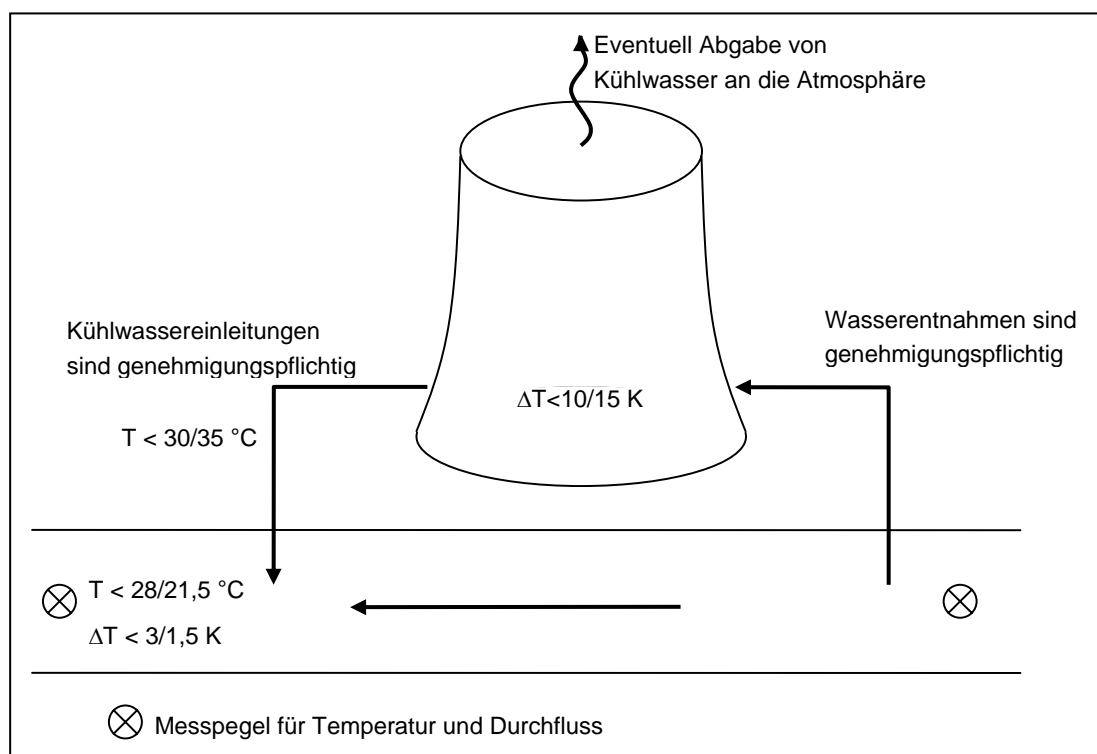 Eventuell Abgabe von
Kühlwasser an die Atmosphäre
Kühlwassereinleitungen
sind genehmigungspflichtig
Wasserentnahmen sind
genehmigungspflichtig
ΔT<10/15 K
T < 30/35 °C
T < 28/21,5 °C
ΔT < 3/1,5 K
Messpegel für Temperatur und Durchfluss